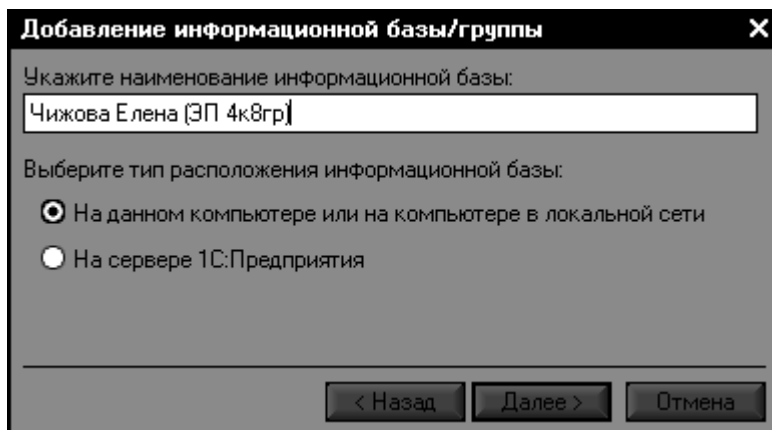 Добавление информационной базы/группы
Укажите наименование информационной базы:
Чижова Елена (ЭП 4к8гр)
Выберите тип расположения информационной базы:
На данном компьютере или на компьютере в локальной сети
На сервере 1С:Предприятия
< Назад Далее > Отмена